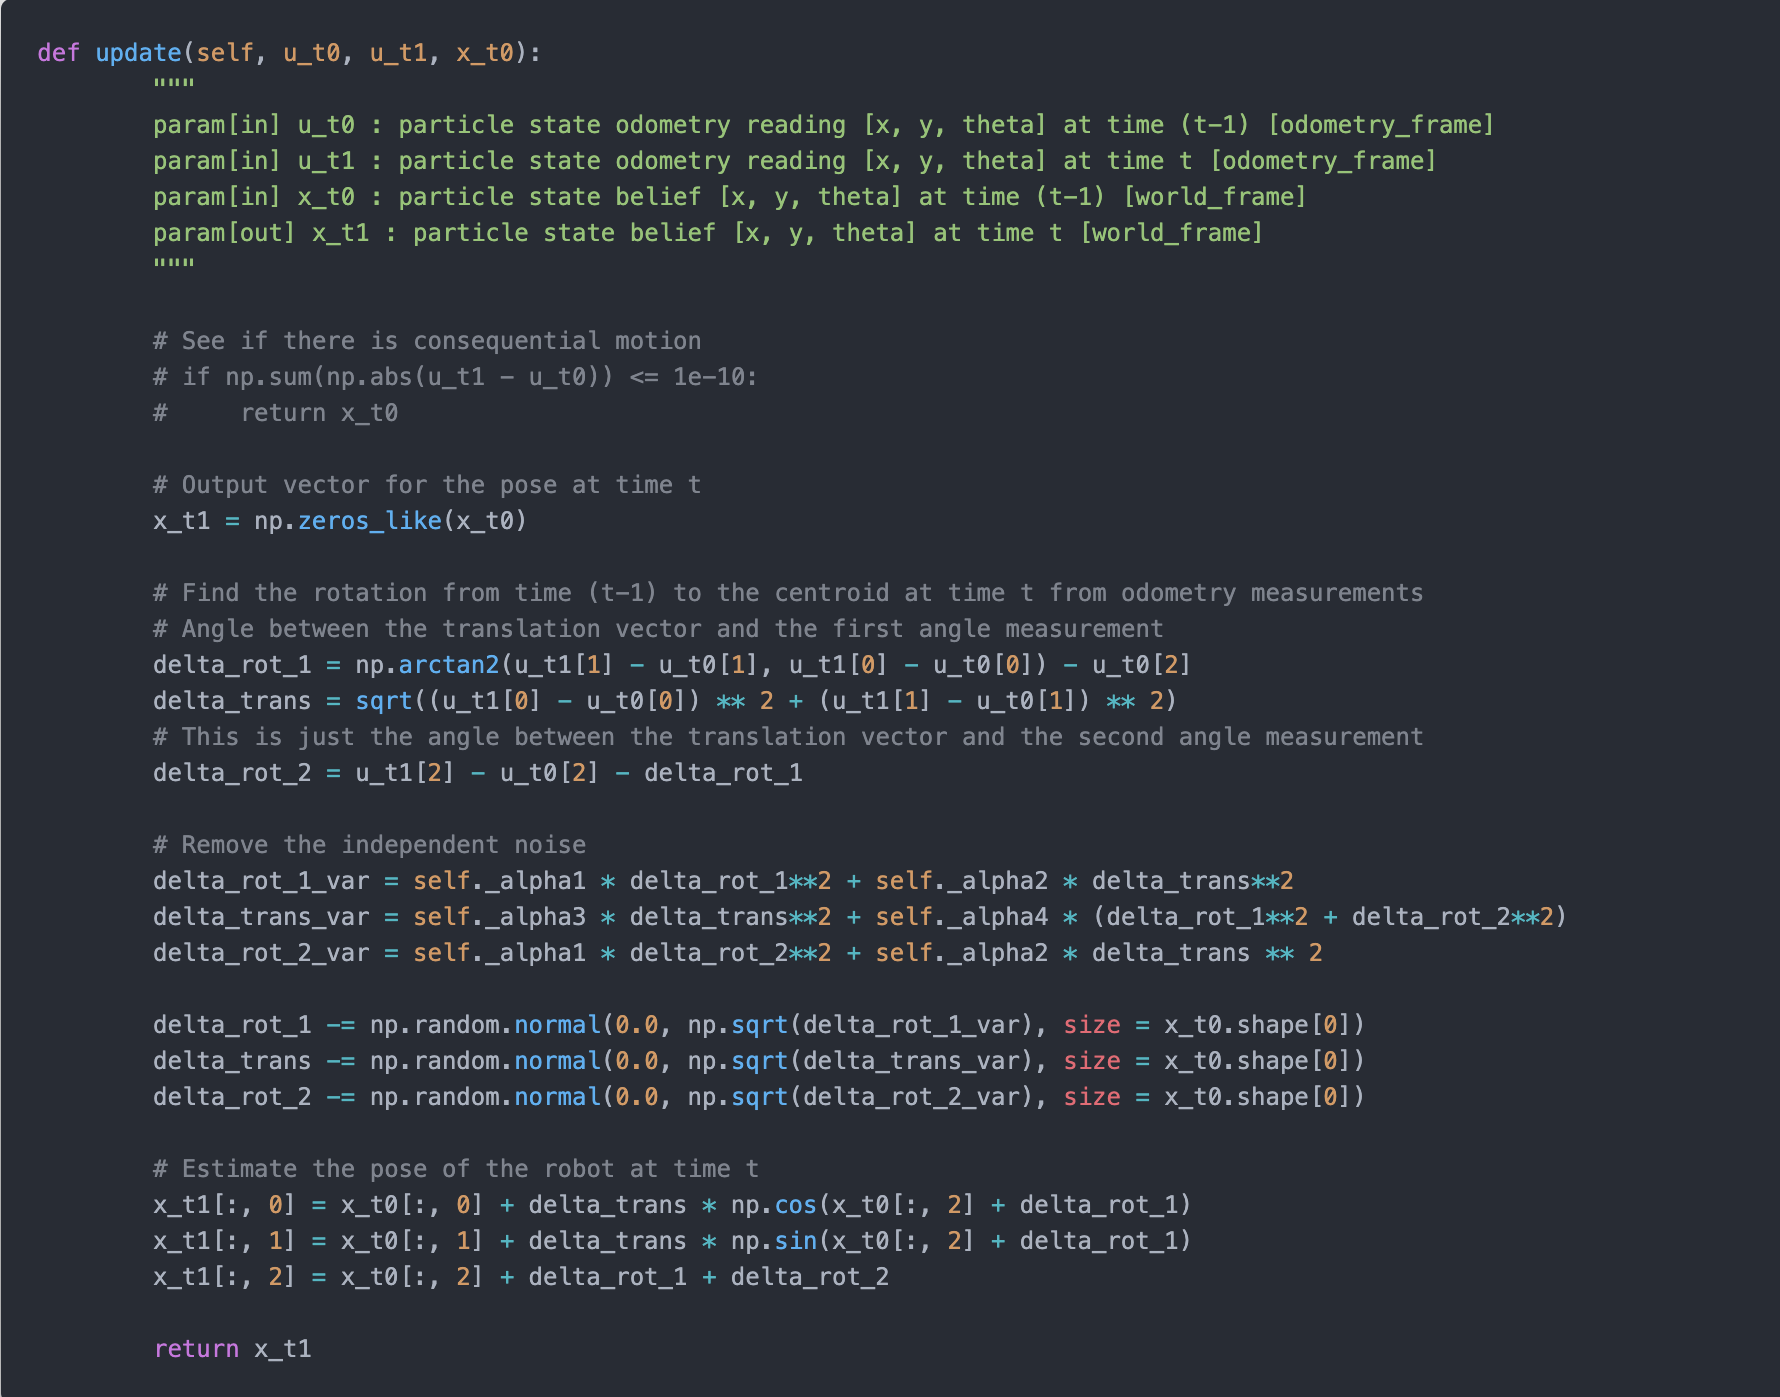 def update(self, u_t0, u_t1, x_t0):
"""
param[in] u_t0 : particle state odometry reading [x, y, theta] at time (t-1) [odometry_frame]
param[in] u_t1 : particle state odometry reading [x, y, theta] at time t [odometry_frame]
param[in] x_t0 : particle state belief [x, y, theta] at time (t-1) [world_frame]
param[out] x_t1 : particle state belief [x, y, theta] at time t [world_frame]
"""
# See if there is consequential motion
# if np.sum(np.abs(u_t1 - u_t0)) <= 1e-10:
#     return x_t0
# Output vector for the pose at time t
x_t1 = np.zeros_like(x_t0)
# Find the rotation from time (t-1) to the centroid at time t from odometry measurements
# Angle between the translation vector and the first angle measurement
delta_rot_1 = np.arctan2(u_t1[1] - u_t0[1], u_t1[0] - u_t0[0]) - u_t0[2]
delta_trans = sqrt((u_t1[0] - u_t0[0]) ** 2 + (u_t1[1] - u_t0[1]) ** 2)
# This is just the angle between the translation vector and the second angle measurement
delta_rot_2 = u_t1[2] - u_t0[2] - delta_rot_1
# Remove the independent noise
delta_rot_1_var = self._alpha1 * delta_rot_1**2 + self._alpha2 * delta_trans**2
delta_trans_var = self._alpha3 * delta_trans**2 + self._alpha4 * (delta_rot_1**2 + delta_rot_2**2)
delta_rot_2_var = self._alpha1 * delta_rot_2**2 + self._alpha2 * delta_trans ** 2
delta_rot_1 -= np.random.normal(0.0, np.sqrt(delta_rot_1_var), size = x_t0.shape[0])
delta_trans -= np.random.normal(0.0, np.sqrt(delta_trans_var), size = x_t0.shape[0])
delta_rot_2 -= np.random.normal(0.0, np.sqrt(delta_rot_2_var), size = x_t0.shape[0])
# Estimate the pose of the robot at time t
x_t1[:, 0] = x_t0[:, 0] + delta_trans * np.cos(x_t0[:, 2] + delta_rot_1)
x_t1[:, 1] = x_t0[:, 1] + delta_trans * np.sin(x_t0[:, 2] + delta_rot_1)
x_t1[:, 2] = x_t0[:, 2] + delta_rot_1 + delta_rot_2
return x_t1